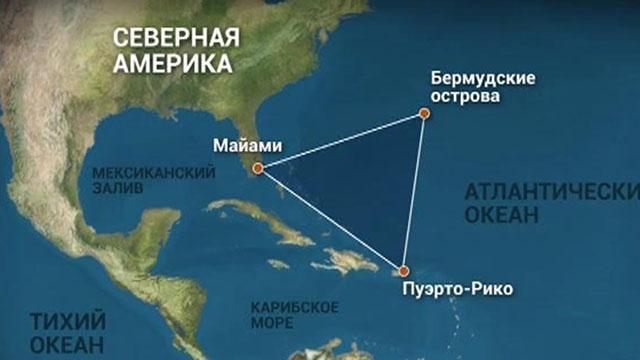 СЕВЕРНАЯ
АМЕРИКА
Бермудские
острова
Майами
МЕКСИКАНСКИЙ
ЗАЛИВ
АТЛАНТИЧЕСКИ
ОКЕАН
Пуэрто-Рико
КАРИБСКОЕ
МОРЕ
ТИХИЙ
ОКЕАН